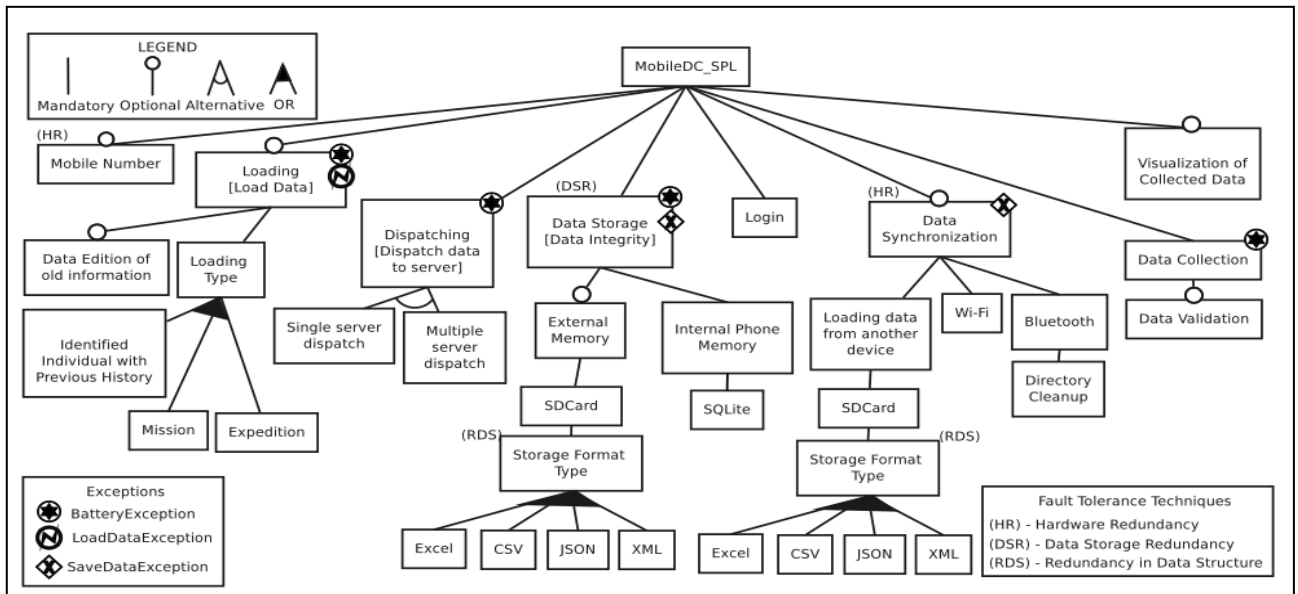 LEGEND
Mandatory Optional Alternative OR
MobileDC_SPL
(HR)
Mobile Number
Loading
[Load Data]
Data Edition of
old information
Loading
Type
Identified
Individual with
Previous History
Mission
Expedition
Dispatching
[Dispatch data
to server]
Single server
dispatch
Multiple
server
dispatch
(DSR)
Data Storage
[Data Integrity]
External
Memory
SDCard
(RDS)
Storage Format
Type
Excel
CSV
JSON
XML
Internal Phone
Memory
SQLite
Login
(HR)
Data
Synchronization
Loading data
from another
device
SDCard
(RDS)
Storage Format
Type
Excel
CSV
JSON
XML
Wi-Fi
Bluetooth
Directory
Cleanup
Visualization of
Collected Data
Data Collection
Data Validation
Exceptions
BatteryException
N LoadDataException
X SaveDataException
Fault Tolerance Techniques
(HR) - Hardware Redundancy
(DSR) - Data Storage Redundancy
(RDS) - Redundancy in Data Structure